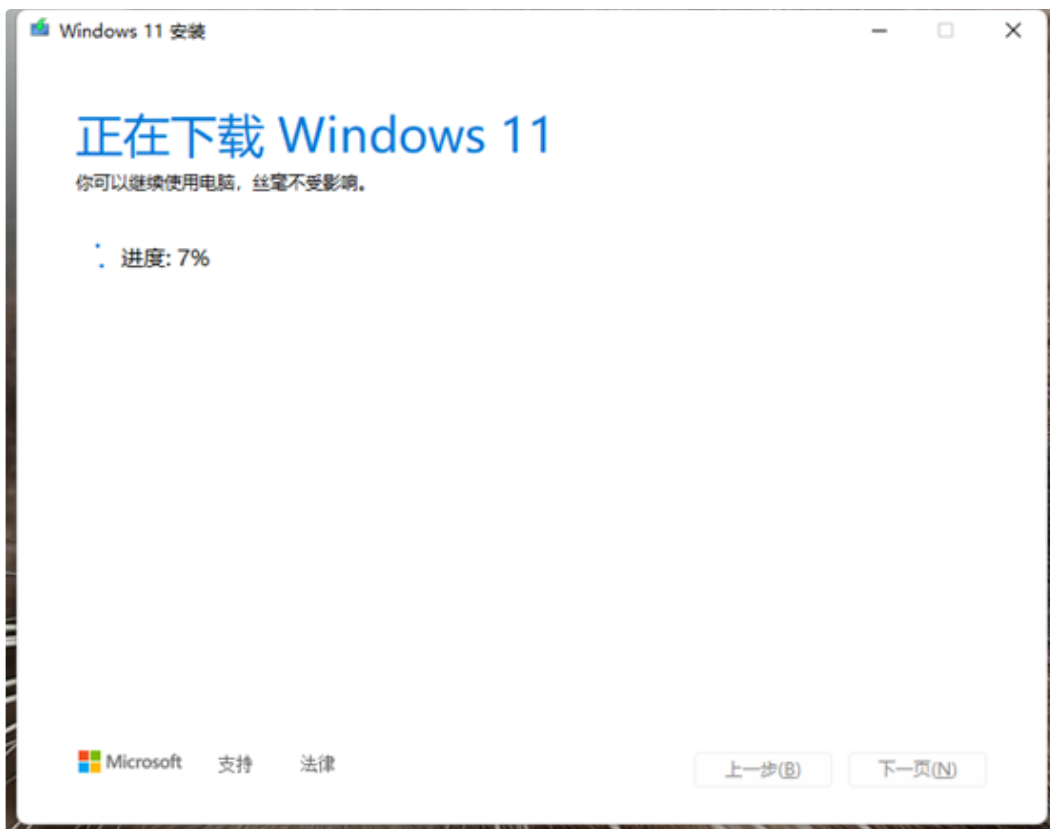 Windows 11 安装
正在下载 Windows 11
你可以继续使用电脑，丝毫不受影响。
进度: 7%
Microsoft 支持 法律 上一步(B) 下一页(N)